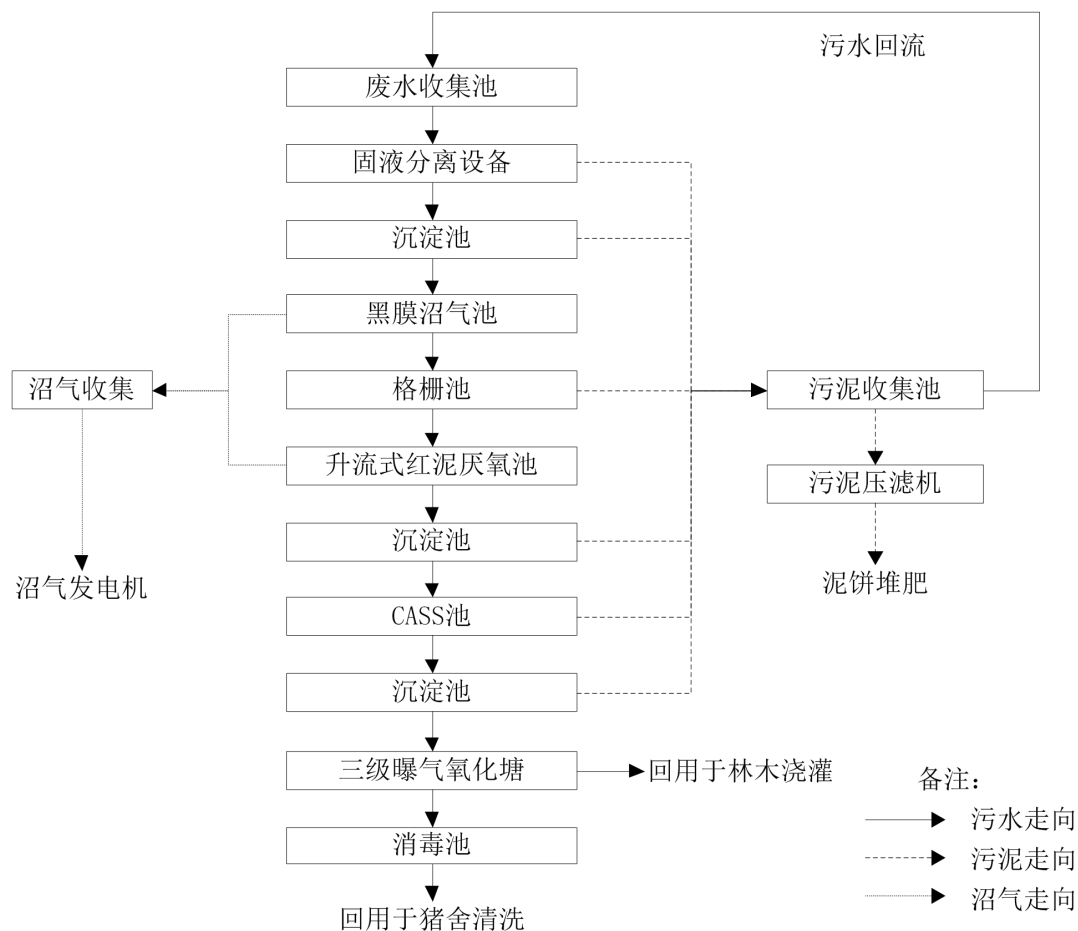 污水回流
废水收集池
固液分离设备
沉淀池
黑膜沼气池
沼气收集
格栅池
污泥收集池
升流式红泥厌氧池
污泥压滤机
沉淀池
沼气发电机
泥饼堆肥
CASS池
沉淀池
三级曝气氧化塘
回用于林木浇灌
备注：
污水走向
消毒池
污泥走向
沼气走向
回用于猪舍清洗